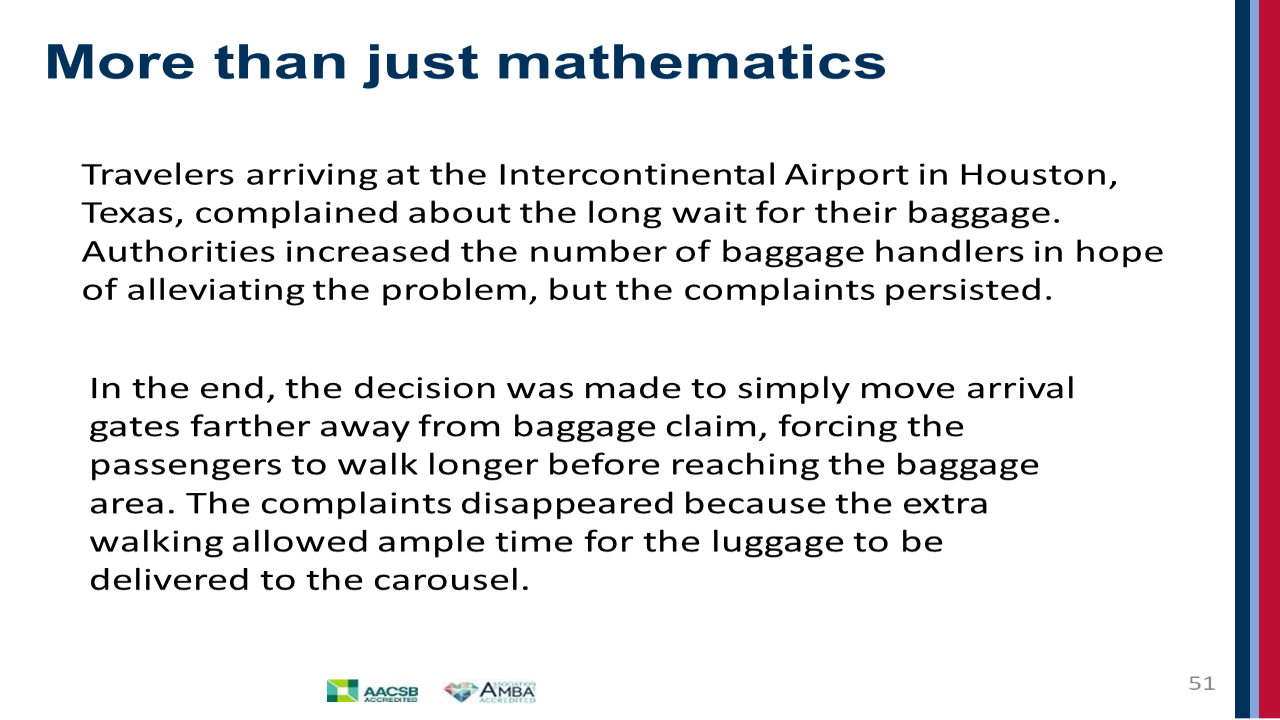 More than just mathematics
Travelers arriving at the Intercontinental Airport in Houston,
Texas, complained about the long wait for their baggage.
Authorities increased the number of baggage handlers in hope
of alleviating the problem, but the complaints persisted.
In the end, the decision was made to simply move arrival
gates farther away from baggage claim, forcing the
passengers to walk longer before reaching the baggage
area. The complaints disappeared because the extra
walking allowed ample time for the luggage to be
delivered to the carousel.
AACSB
ACCREDITED
ASSOCIATION
AMBA
ACCREDITED
51